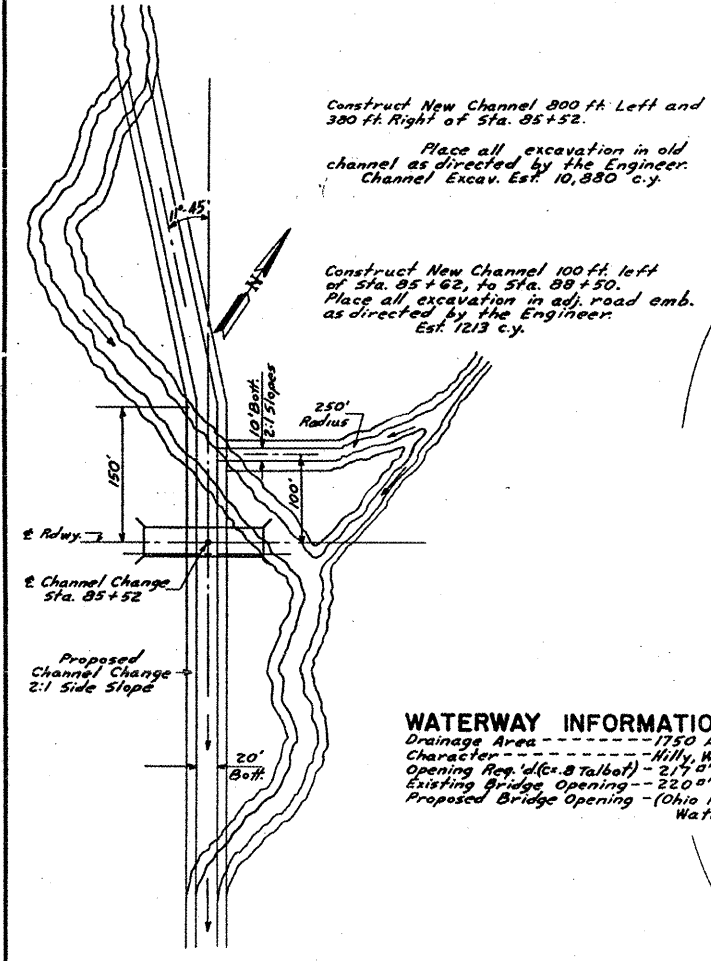 Construct New Channel 800 ft. Left and
380 ft. Right of Sta. 85+52.
Place all excavation in old
channel as directed by the Engineer.
Channel Excav. Est. 10,880 c.y.
11°-45'
N
Construct New Channel 100 ft. left
of Sta. 85+62, to Sta. 88+50.
Place all excavation in adj. road emb.
as directed by the Engineer.
Est. 1213 c.y.
10' Bott.
2:1 Slopes
250'
Radius
150'
100'
℄ Rdwy.
℄ Channel Change
Sta. 85+52
Proposed
Channel Change
2:1 Side Slope
20'
Bott.
WATERWAY INFORMATIO
Drainage Area - 1750 A
Character - Hilly, W
Opening Req.'d (C=.8 Talbot) - 217
Existing Bridge Opening - 220
Proposed Bridge Opening - (Ohio
Wat